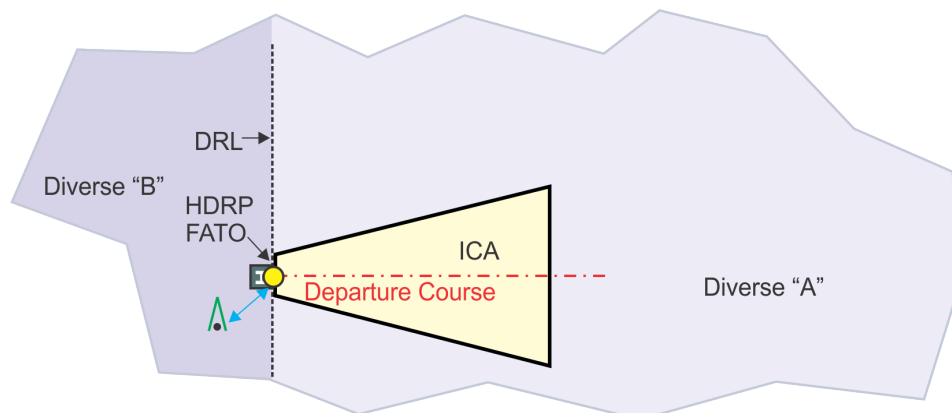 DRL
Diverse “B”
HDRP
FATO
H
ICA
Departure Course
Diverse “A”